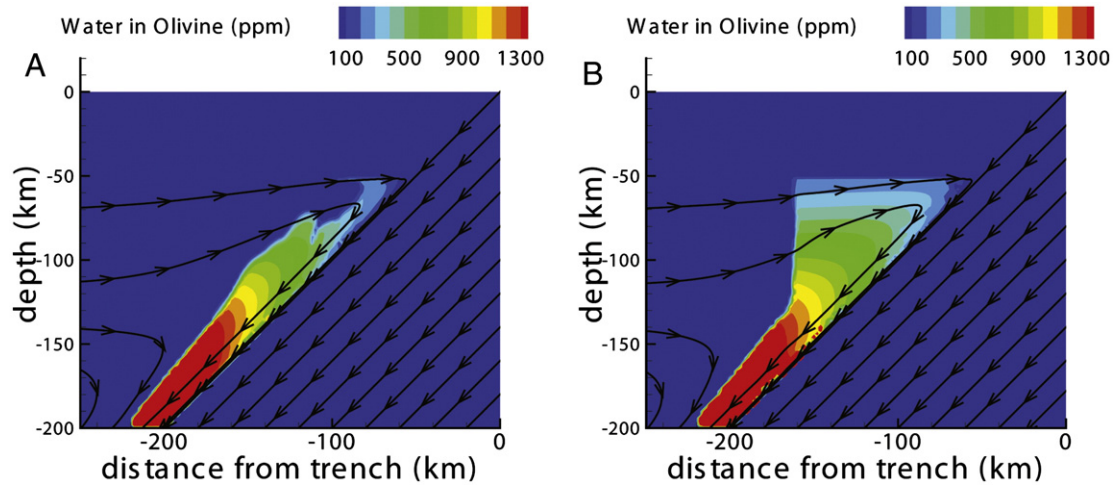 Water in Olivine (ppm)
100 500 900 1300
A
0
-50
-100
-150
-200
depth (km)
-200 -100 0
distance from trench (km)
Water in Olivine (ppm)
100 500 900 1300
B
0
-50
-100
-150
-200
depth (km)
-200 -100 0
distance from trench (km)